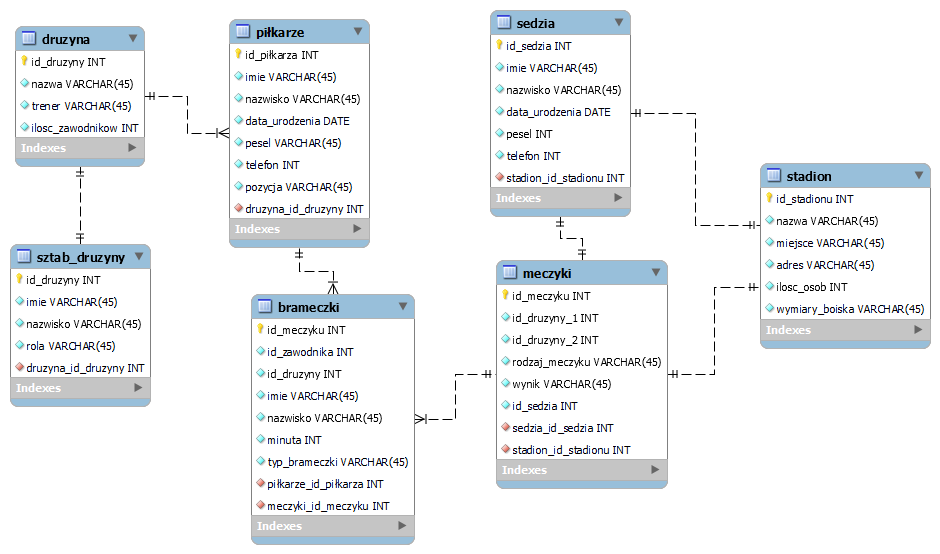 druzyna
id_druzyny INT
nazwa VARCHAR(45)
trener VARCHAR(45)
ilosc_zawodnikow INT
Indexes
piłkarze
id_piłkarza INT
imie VARCHAR(45)
nazwisko VARCHAR(45)
data_urodzenia DATE
pesel VARCHAR(45)
telefon INT
pozycja VARCHAR(45)
druzyna_id_druzyny INT
Indexes
sedzia
id_sedzia INT
imie VARCHAR(45)
nazwisko VARCHAR(45)
data_urodzenia DATE
pesel INT
telefon INT
stadion_id_stadionu INT
Indexes
stadion
id_stadionu INT
nazwa VARCHAR(45)
miejsce VARCHAR(45)
adres VARCHAR(45)
ilosc_osob INT
wymiary_boiska VARCHAR(45)
Indexes
sztab_druzyny
id_druzyny INT
imie VARCHAR(45)
nazwisko VARCHAR(45)
rola VARCHAR(45)
druzyna_id_druzyny INT
Indexes
brameczki
id_meczyku INT
id_zawodnika INT
id_druzyny INT
imie VARCHAR(45)
nazwisko VARCHAR(45)
minuta INT
typ_brameczki VARCHAR(45)
piłkarze_id_piłkarza INT
meczyki_id_meczyku INT
Indexes
meczyki
id_meczyku INT
id_druzyny_1 INT
id_druzyny_2 INT
rodzaj_meczyku VARCHAR(45)
wynik VARCHAR(45)
id_sedzia INT
sedzia_id_sedzia INT
stadion_id_stadionu INT
Indexes